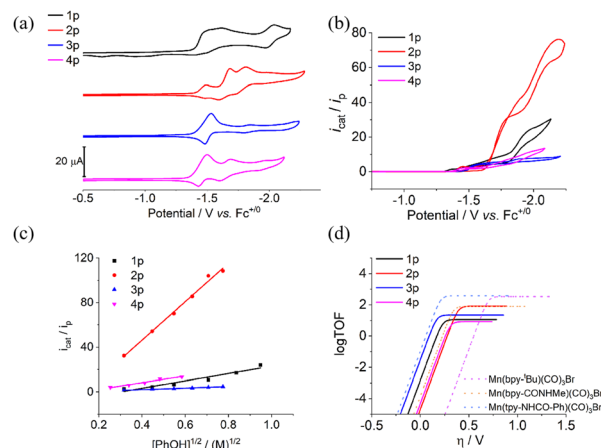 (a)
1p
2p
3p
4p
20 µA
-0.5 -1.0 -1.5 -2.0
Potential / V vs. Fc+/0
(b)
1p
2p
3p
4p
80
60
40
20
0
icat / ip
-1.0 -1.5 -2.0
Potential / V vs. Fc+/0
(c)
1p
2p
3p
4p
120
80
40
0
icat / ip
0.2 0.4 0.6 0.8 1.0
[PhOH]1/2 / (M)1/2
(d)
1p
2p
3p
4p
4
2
0
-2
-4
logTOF
0.0 0.5 1.0 1.5
η / V
Mn(bpy-tBu)(CO)3Br
Mn(bpy-CONHMe)(CO)3Br
Mn(tpy-NHCO-Ph)(CO)3Br